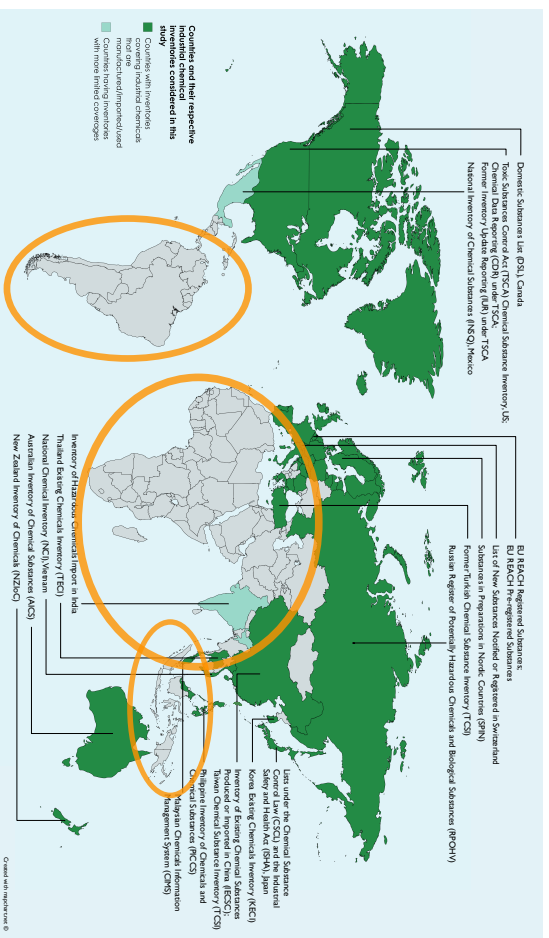 Domestic Substances List (DSL), Canada
Toxic Substances Control Act (TSCA) Chemical Substance Inventory, US;
Chemical Data Reporting (CDR) under TSCA;
Former Inventory Update Reporting (IUR) under TSCA
National Inventory of Chemical Substances (INSQ), Mexico
Countries and their respective
industrial chemical
inventories considered in this
study
Countries with inventories
covering industrial chemicals
that are
manufactured/imported/used
Countries having inventories
with more limited coverages
EU REACH Registered Substances;
EU REACH Pre-registered Substances
List of New Substances Notified or Registered in Switzerland
Substances in Preparations in Nordic Countries (SPIN)
Former Turkish Chemical Substance Inventory (TCSI)
Russian Register of Potentially Hazardous Chemicals and Biological Substances (RPOHV)
Inventory of Hazardous Chemicals Import in India
Thailand Existing Chemicals Inventory (TECI)
National Chemical Inventory (NCI), Vietnam
Australian Inventory of Chemical Substances (AICS)
New Zealand Inventory of Chemicals (NZIoC)
Lists under the Chemical Substance
Control Law (CSCL) and the Industrial
Safety and Health Act (ISHA), Japan
Korea Existing Chemicals Inventory (KECI)
Inventory of Existing Chemical Substances
Produced or Imported in China (IECSC);
Taiwan Chemical Substance Inventory (TCSI)
Philippine Inventory of Chemicals and
Chemical Substances (PICCS)
Malaysan Chemicals Information
Management System (CIMS)
Created with mapchart.net ©